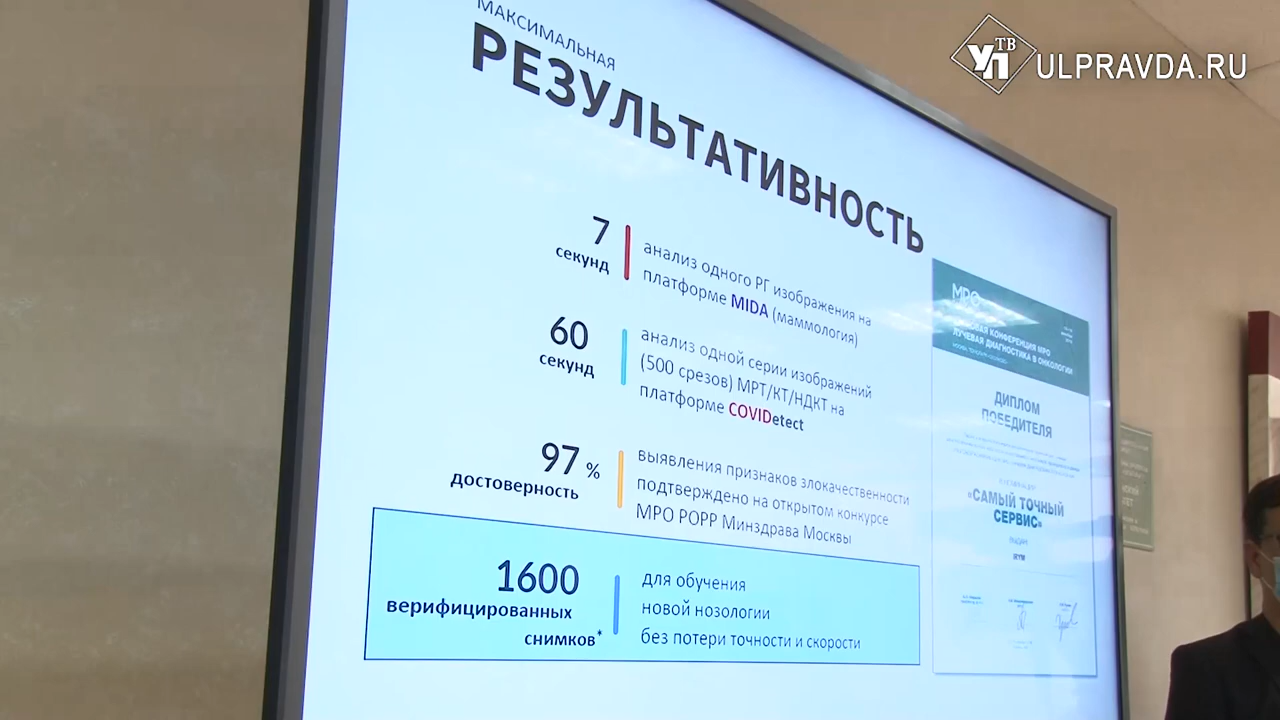 УП ТВ
ULPRAVDA.RU
МАКСИМАЛЬНАЯ
РЕЗУЛЬТАТИВНОСТЬ
7
секунд
анализ одного РГ изображения на
платформе MIDA (маммология)
60
секунд
анализ одной серии изображений
(500 срезов) МРТ/КТ/НДКТ на
платформе COVIDetect
97 %
достоверность
выявления признаков злокачественности
подтверждено на открытом конкурсе
МРО РОРР Минздрава Москвы
1600
верифицированных
снимков*
для обучения
новой нозологии
без потери точности и скорости
МРО
КОНФЕРЕНЦИЯ МРО
ЛУЧЕВАЯ ДИАГНОСТИКА В ОНКОЛОГИИ
ДИПЛОМ
ПОБЕДИТЕЛЯ
«САМЫЙ ТОЧНЫЙ
СЕРВИС»